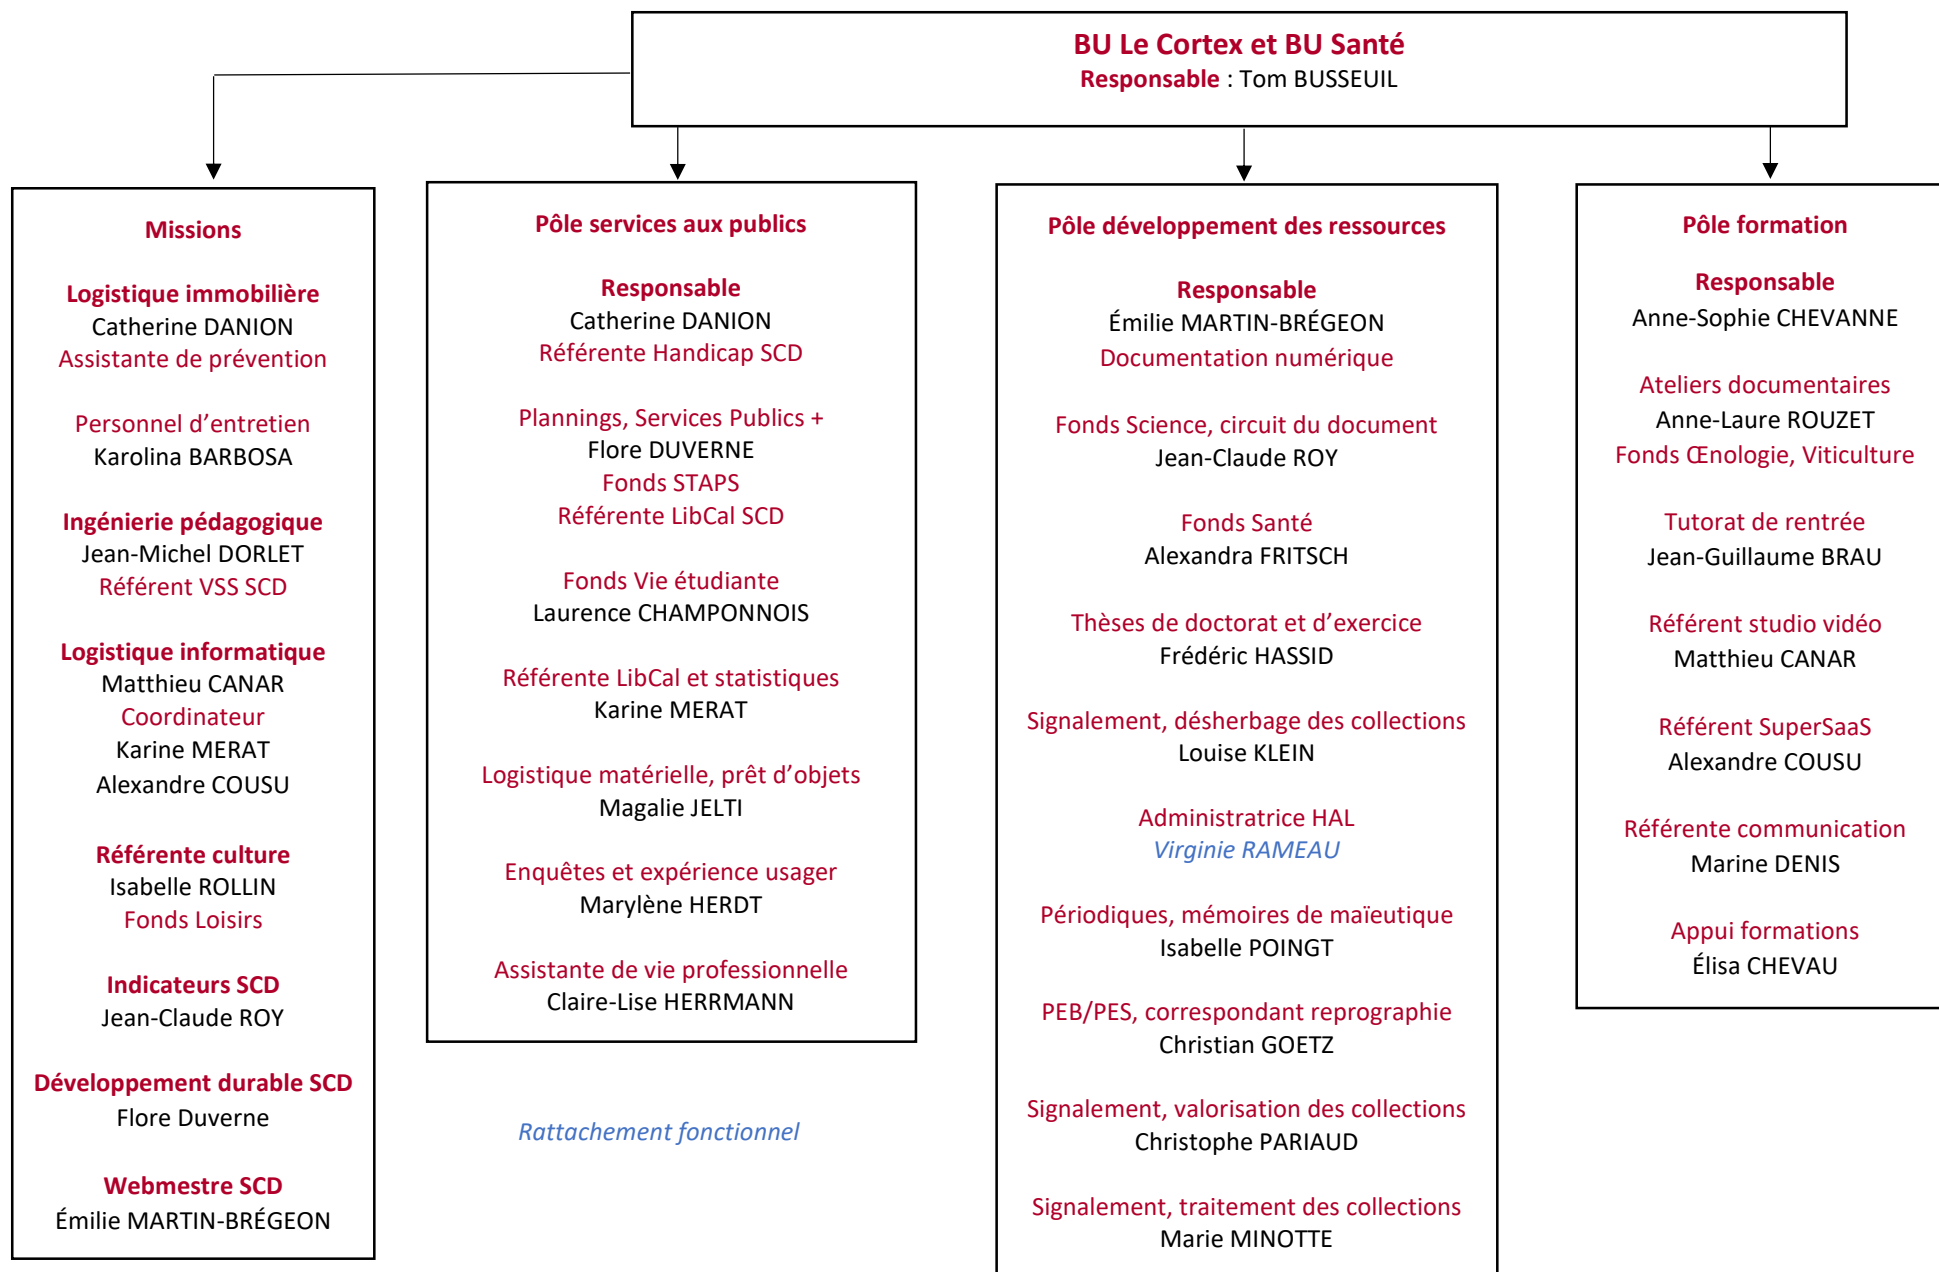 BU Le Cortex et BU Santé
Responsable : Tom BUSSEUIL
Missions
Logistique immobilière
Catherine DANION
Assistante de prévention
Personnel d’entretien
Karolina BARBOSA
Ingénierie pédagogique
Jean-Michel DORLET
Référent VSS SCD
Logistique informatique
Matthieu CANAR
Coordinateur
Karine MERAT
Alexandre COUSU
Référente culture
Isabelle ROLLIN
Fonds Loisirs
Indicateurs SCD
Jean-Claude ROY
Développement durable SCD
Flore Duverne
Webmestre SCD
Émilie MARTIN-BRÉGEON
Pôle services aux publics
Responsable
Catherine DANION
Référente Handicap SCD
Plannings, Services Publics +
Flore DUVERNE
Fonds STAPS
Référente LibCal SCD
Fonds Vie étudiante
Laurence CHAMPONNOIS
Référente LibCal et statistiques
Karine MERAT
Logistique matérielle, prêt d’objets
Magalie JELTI
Enquêtes et expérience usager
Marylène HERDT
Assistante de vie professionnelle
Claire-Lise HERRMANN
Rattachement fonctionnel
Pôle développement des ressources
Responsable
Émilie MARTIN-BRÉGEON
Documentation numérique
Fonds Science, circuit du document
Jean-Claude ROY
Fonds Santé
Alexandra FRITSCH
Thèses de doctorat et d’exercice
Frédéric HASSID
Signalement, désherbage des collections
Louise KLEIN
Administratrice HAL
Virginie RAMEAU
Périodiques, mémoires de maïeutique
Isabelle POINGT
PEB/PES, correspondant reprographie
Christian GOETZ
Signalement, valorisation des collections
Christophe PARIAUD
Signalement, traitement des collections
Marie MINOTTE
Pôle formation
Responsable
Anne-Sophie CHEVANNE
Ateliers documentaires
Anne-Laure ROUZET
Fonds Œnologie, Viticulture
Tutorat de rentrée
Jean-Guillaume BRAU
Référent studio vidéo
Matthieu CANAR
Référent SuperSaaS
Alexandre COUSU
Référente communication
Marine DENIS
Appui formations
Élisa CHEVAU